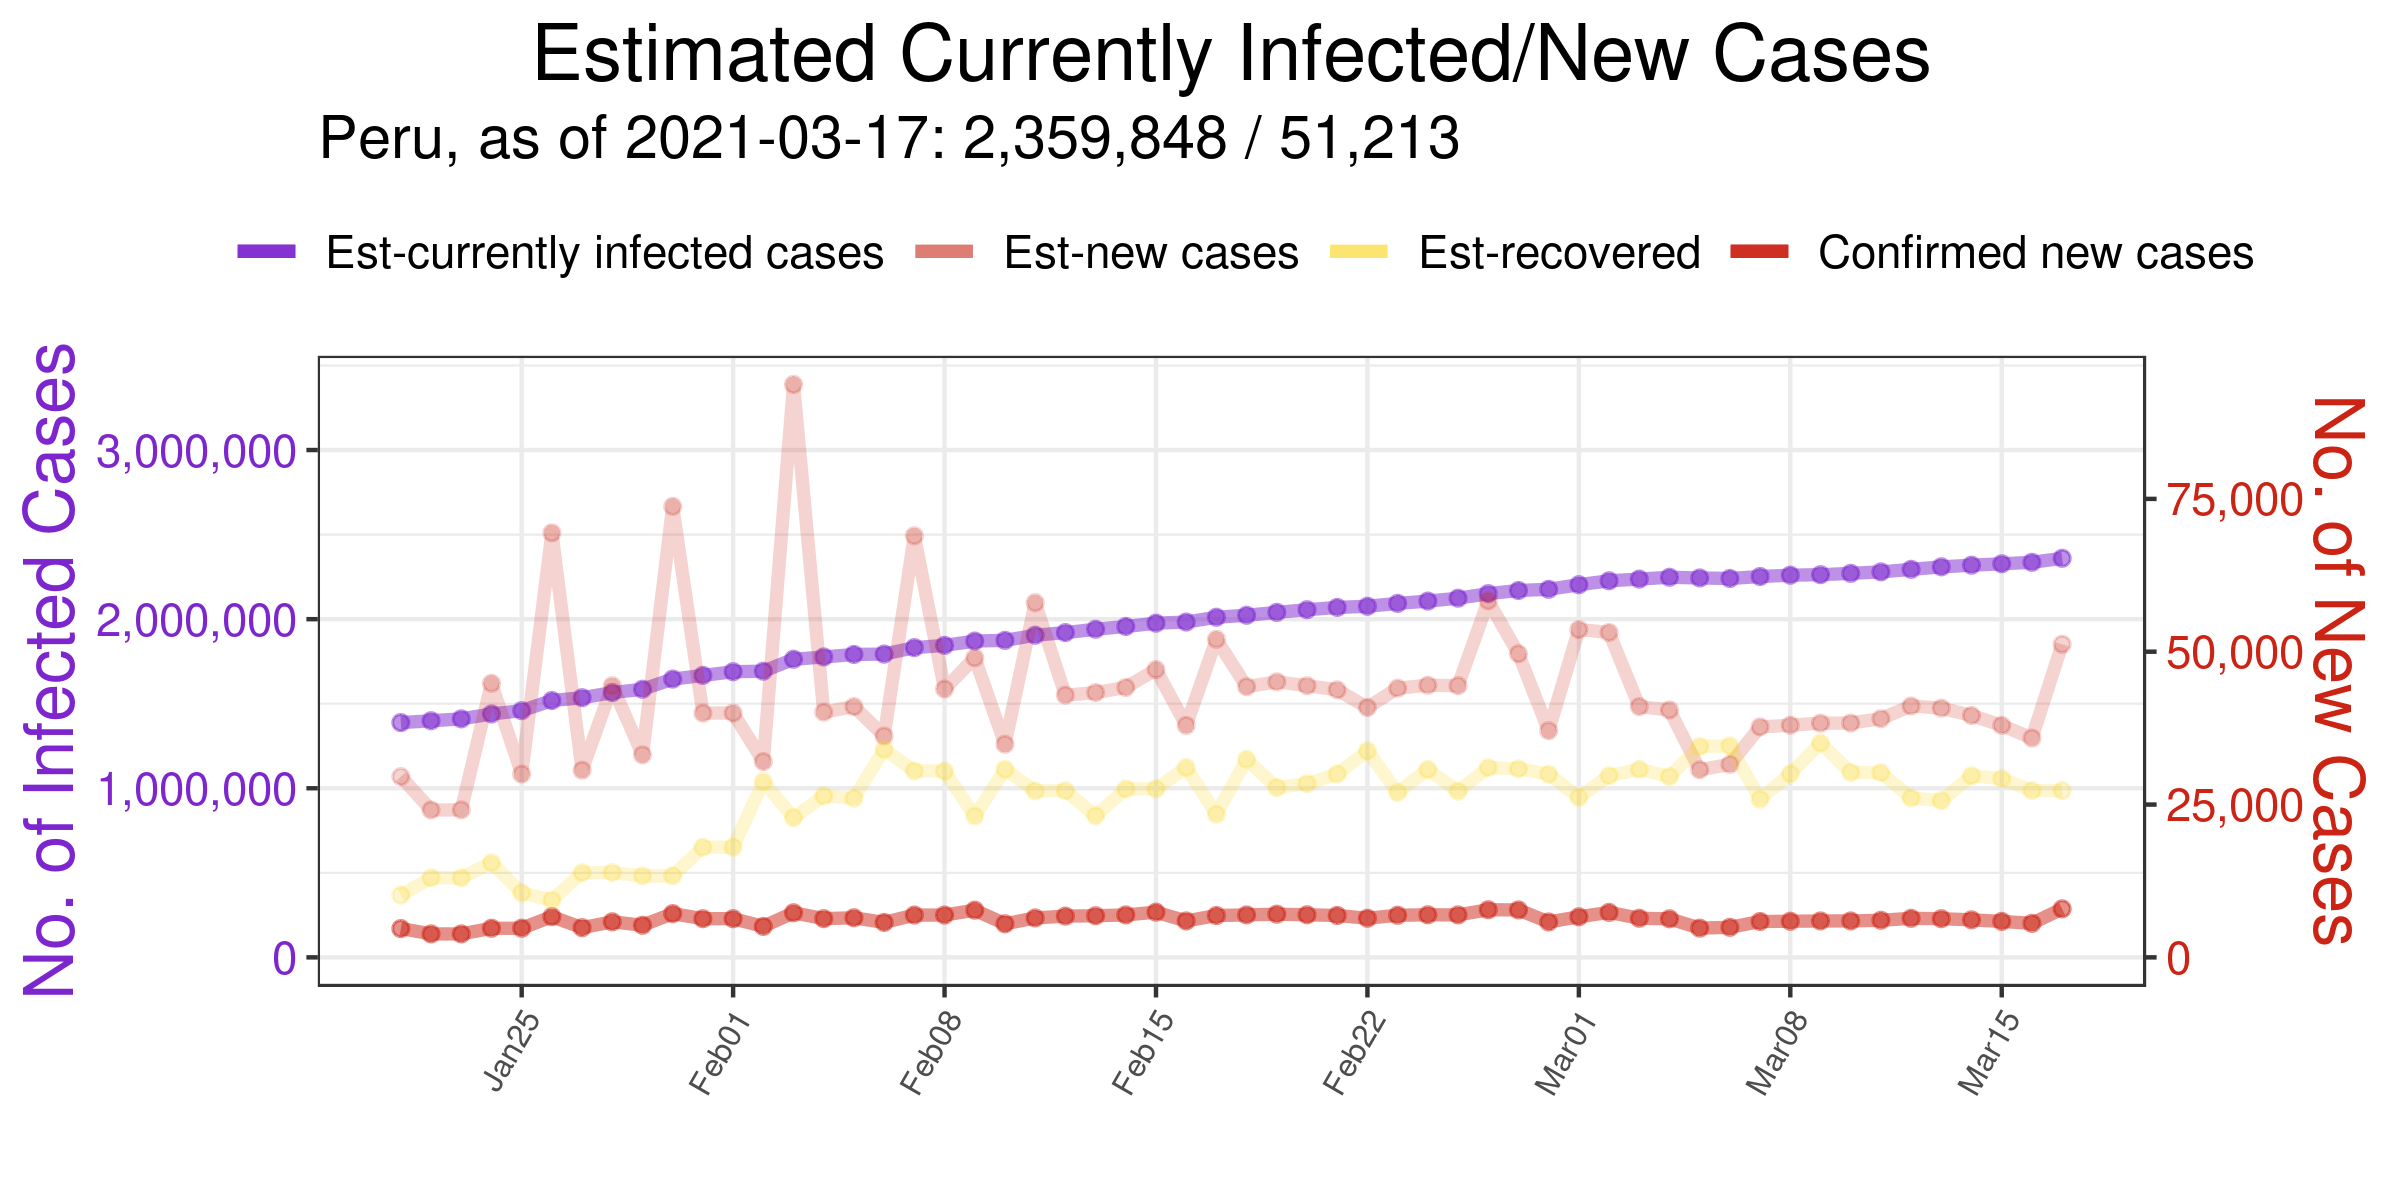 Estimated Currently Infected/New Cases
Peru, as of 2021-03-17: 2,359,848 / 51,213
Est-currently infected cases Est-new cases Est-recovered Confirmed new cases
No. of Infected Cases
3,000,000
2,000,000
1,000,000
0
75,000
50,000
25,000
0
No. of New Cases
Jan25 Feb01 Feb08 Feb15 Feb22 Mar01 Mar08 Mar15